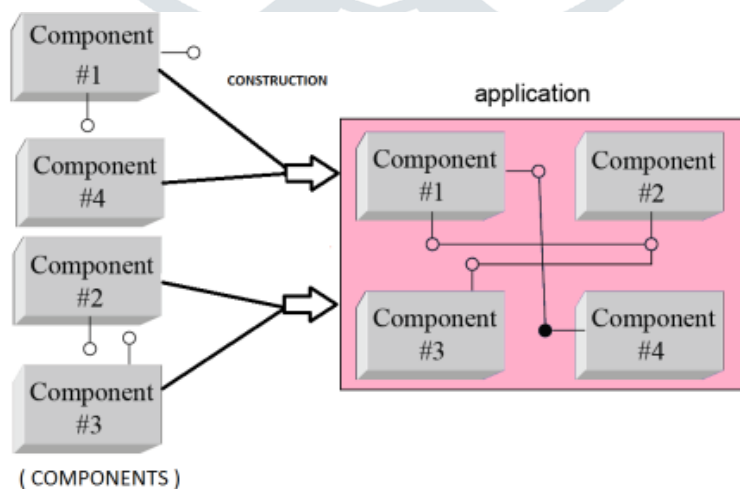 Component
#1
CONSTRUCTION
Component
#4
Component
#2
Component
#3
( COMPONENTS )
application
Component
#1
Component
#2
Component
#3
Component
#4